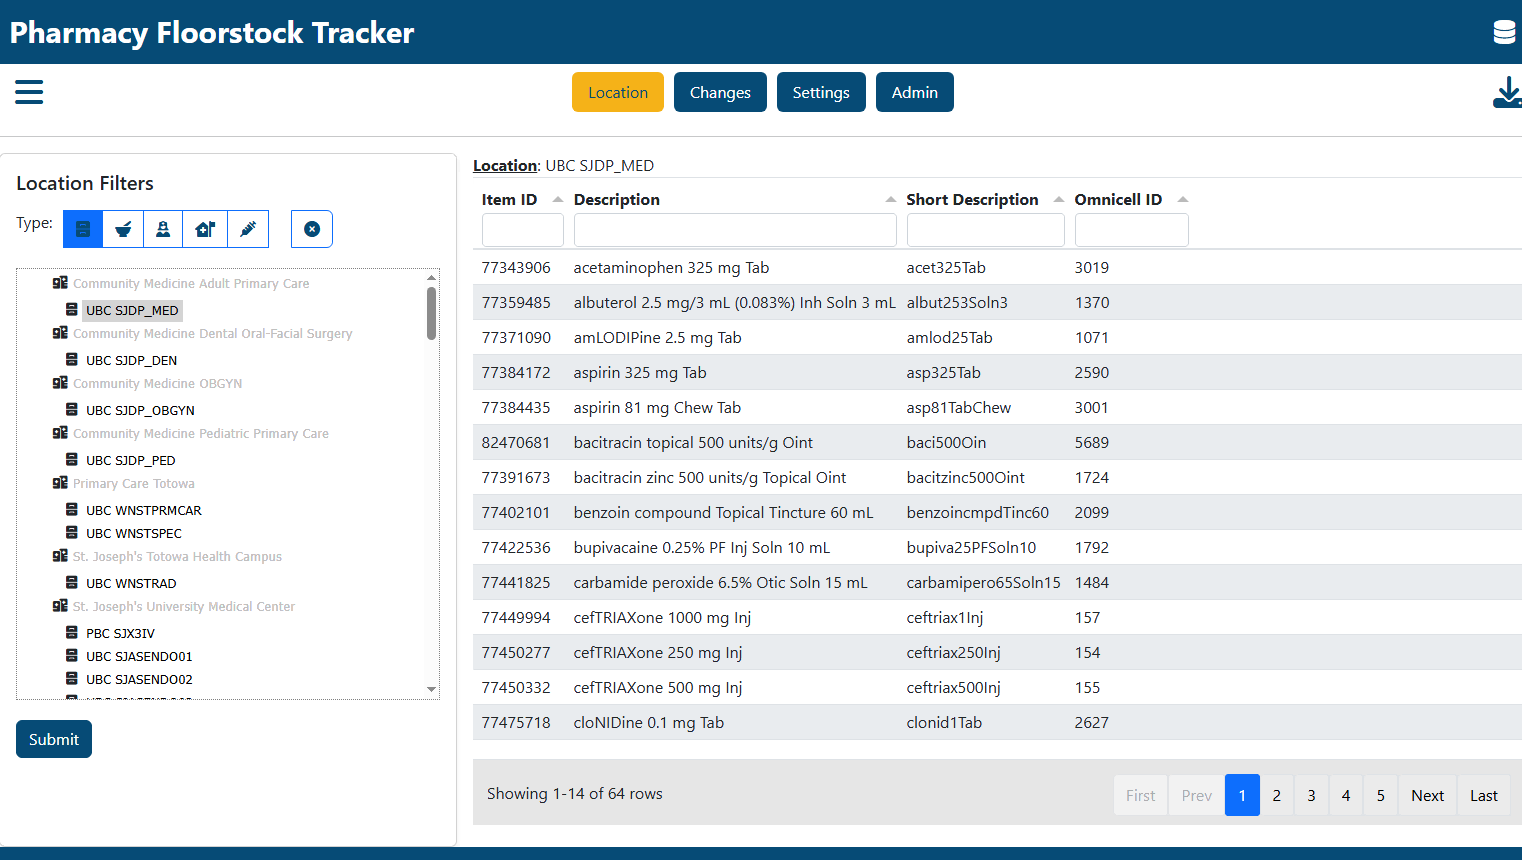 Pharmacy Floorstock Tracker
Location Changes Settings Admin
Location Filters
Type:
Community Medicine Adult Primary Care
UBC SJDP_MED
Community Medicine Dental Oral-Facial Surgery
UBC SJDP_DEN
Community Medicine OBGYN
UBC SJDP_OBGYN
Community Medicine Pediatric Primary Care
UBC SJDP_PED
Primary Care Totowa
UBC WNSTPRMCAR
UBC WNSTSPEC
St. Joseph's Totowa Health Campus
UBC WNSTRAD
St. Joseph's University Medical Center
PBC SJX3IV
UBC SJASENDO01
UBC SJASENDO02
Submit
Location: UBC SJDP_MED
Item ID Description Short Description Omnicell ID
77343906 acetaminophen 325 mg Tab acet325Tab 3019
77359485 albuterol 2.5 mg/3 mL (0.083%) Inh Soln 3 mL albut253Soln3 1370
77371090 amLODIPine 2.5 mg Tab amlod25Tab 1071
77384172 aspirin 325 mg Tab asp325Tab 2590
77384435 aspirin 81 mg Chew Tab asp81TabChew 3001
82470681 bacitracin topical 500 units/g Oint baci500Oin 5689
77391673 bacitracin zinc 500 units/g Topical Oint bacitzinc500Oint 1724
77402101 benzoin compound Topical Tincture 60 mL benzoincmpdTinc60 2099
77422536 bupivacaine 0.25% PF Inj Soln 10 mL bupiva25PFSoln10 1792
77441825 carbamide peroxide 6.5% Otic Soln 15 mL carbamipero65Soln15 1484
77449994 cefTRIAXone 1000 mg Inj ceftriax1Inj 157
77450277 cefTRIAXone 250 mg Inj ceftriax250Inj 154
77450332 cefTRIAXone 500 mg Inj ceftriax500Inj 155
77475718 cloNIDine 0.1 mg Tab clonid1Tab 2627
Showing 1-14 of 64 rows
First Prev 1 2 3 4 5 Next Last